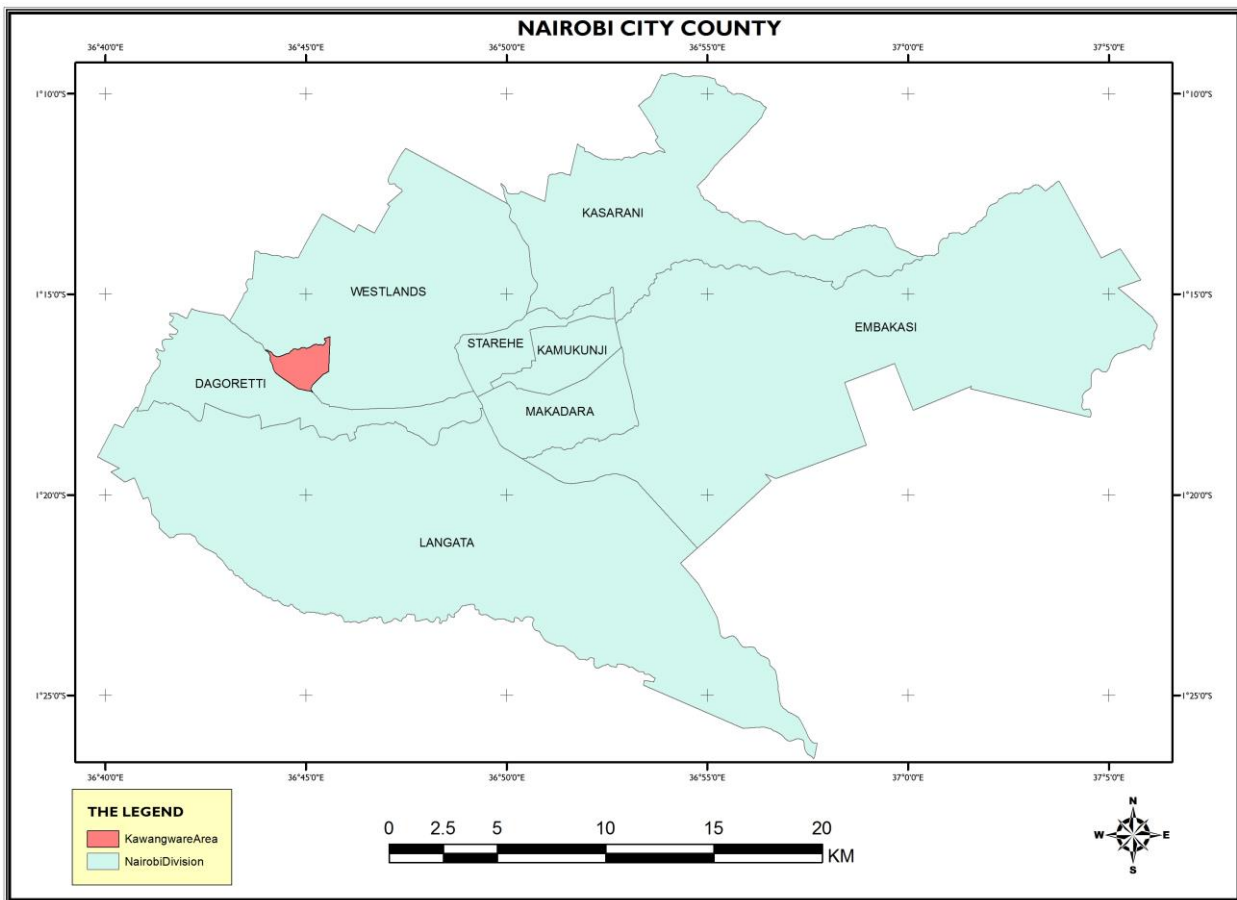 NAIROBI CITY COUNTY
36°40'0"E 36°45'0"E 36°50'0"E 36°55'0"E 37°0'0"E 37°5'0"E
1°10'0"S 1°10'0"S
KASARANI
1°15'0"S WESTLANDS 1°15'0"S
EMBAKASI
STAREHE
KAMUKUNJI
DAGORETTI
MAKADARA
1°20'0"S 1°20'0"S
LANGATA
1°25'0"S 1°25'0"S
36°40'0"E 36°45'0"E 36°50'0"E 36°55'0"E 37°0'0"E 37°5'0"E
THE LEGEND
KawangwareArea
NairobiDivision
0 2.5 5 10 15 20
KM
N
W E
S